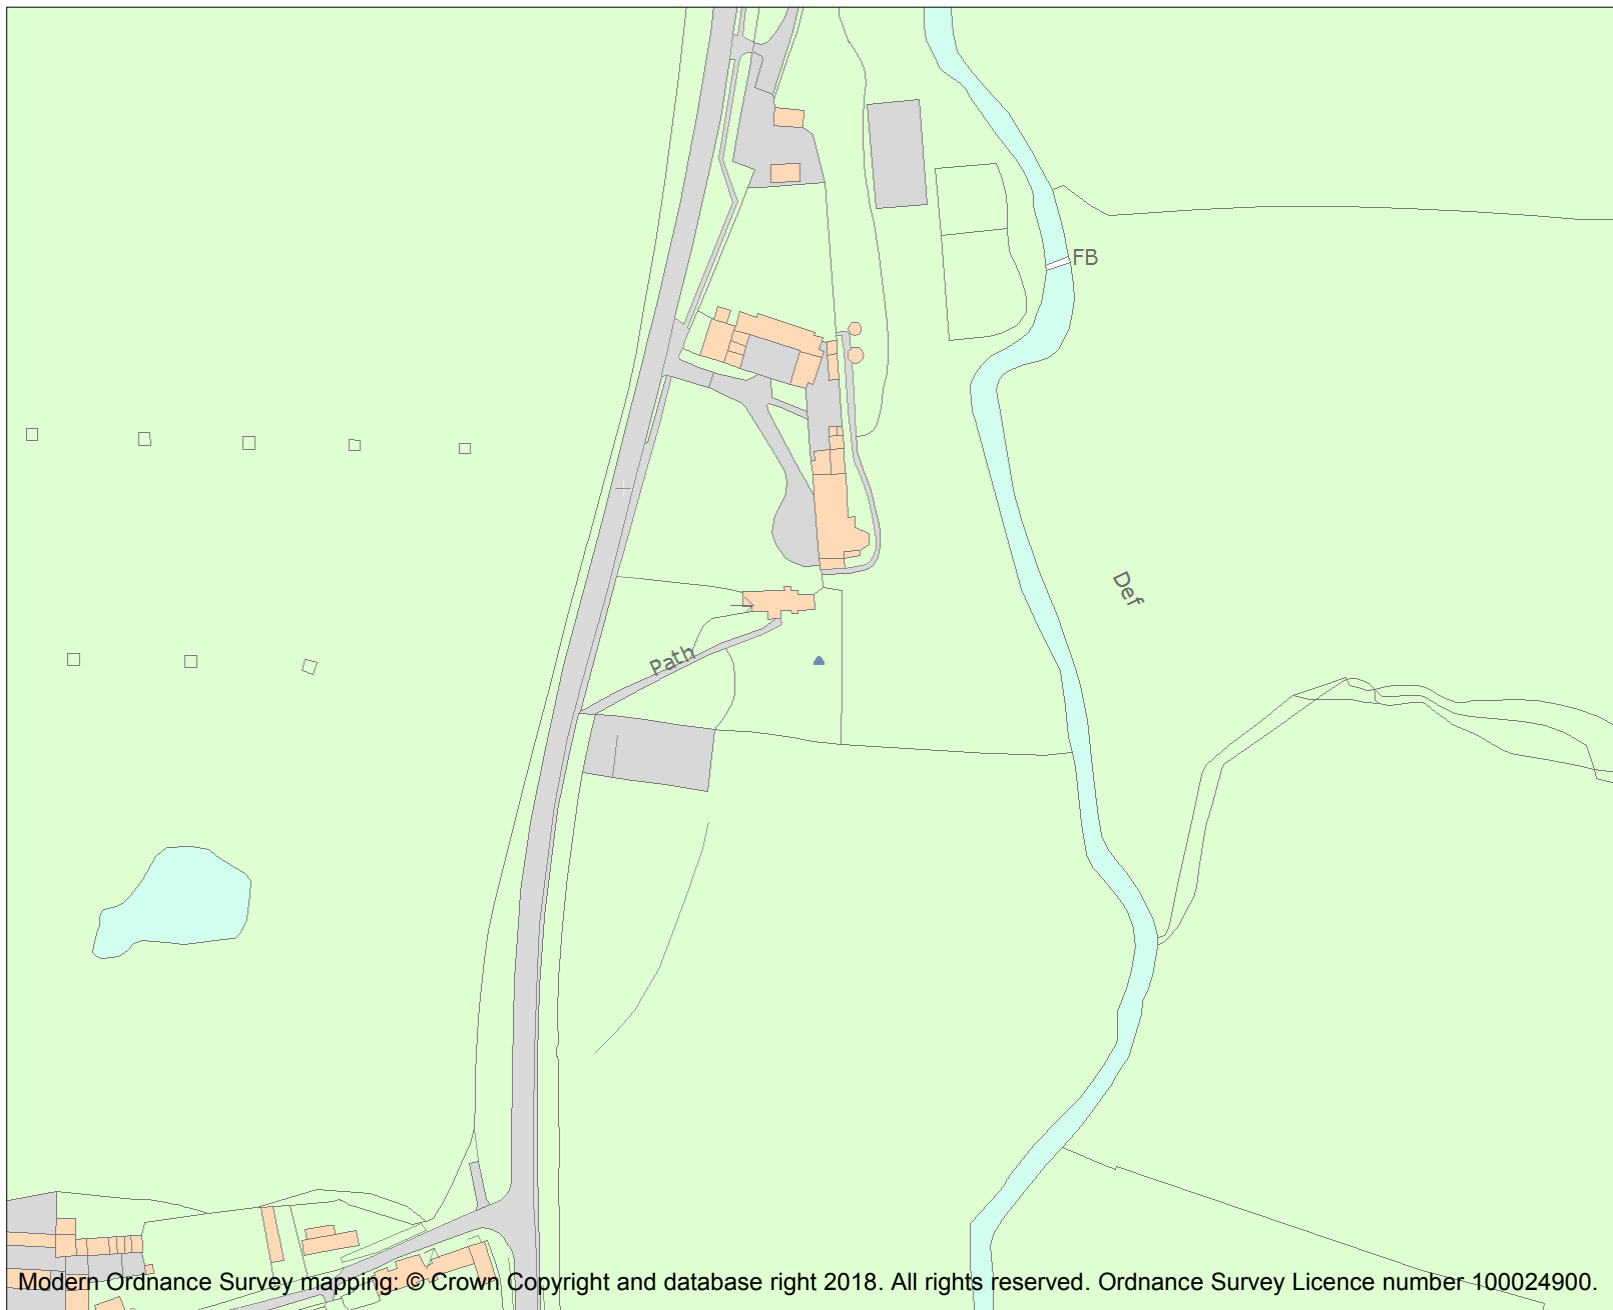 FB
Def
Path
Modern Ordnance Survey mapping: © Crown Copyright and database right 2018. All rights reserved. Ordnance Survey Licence number 100024900.